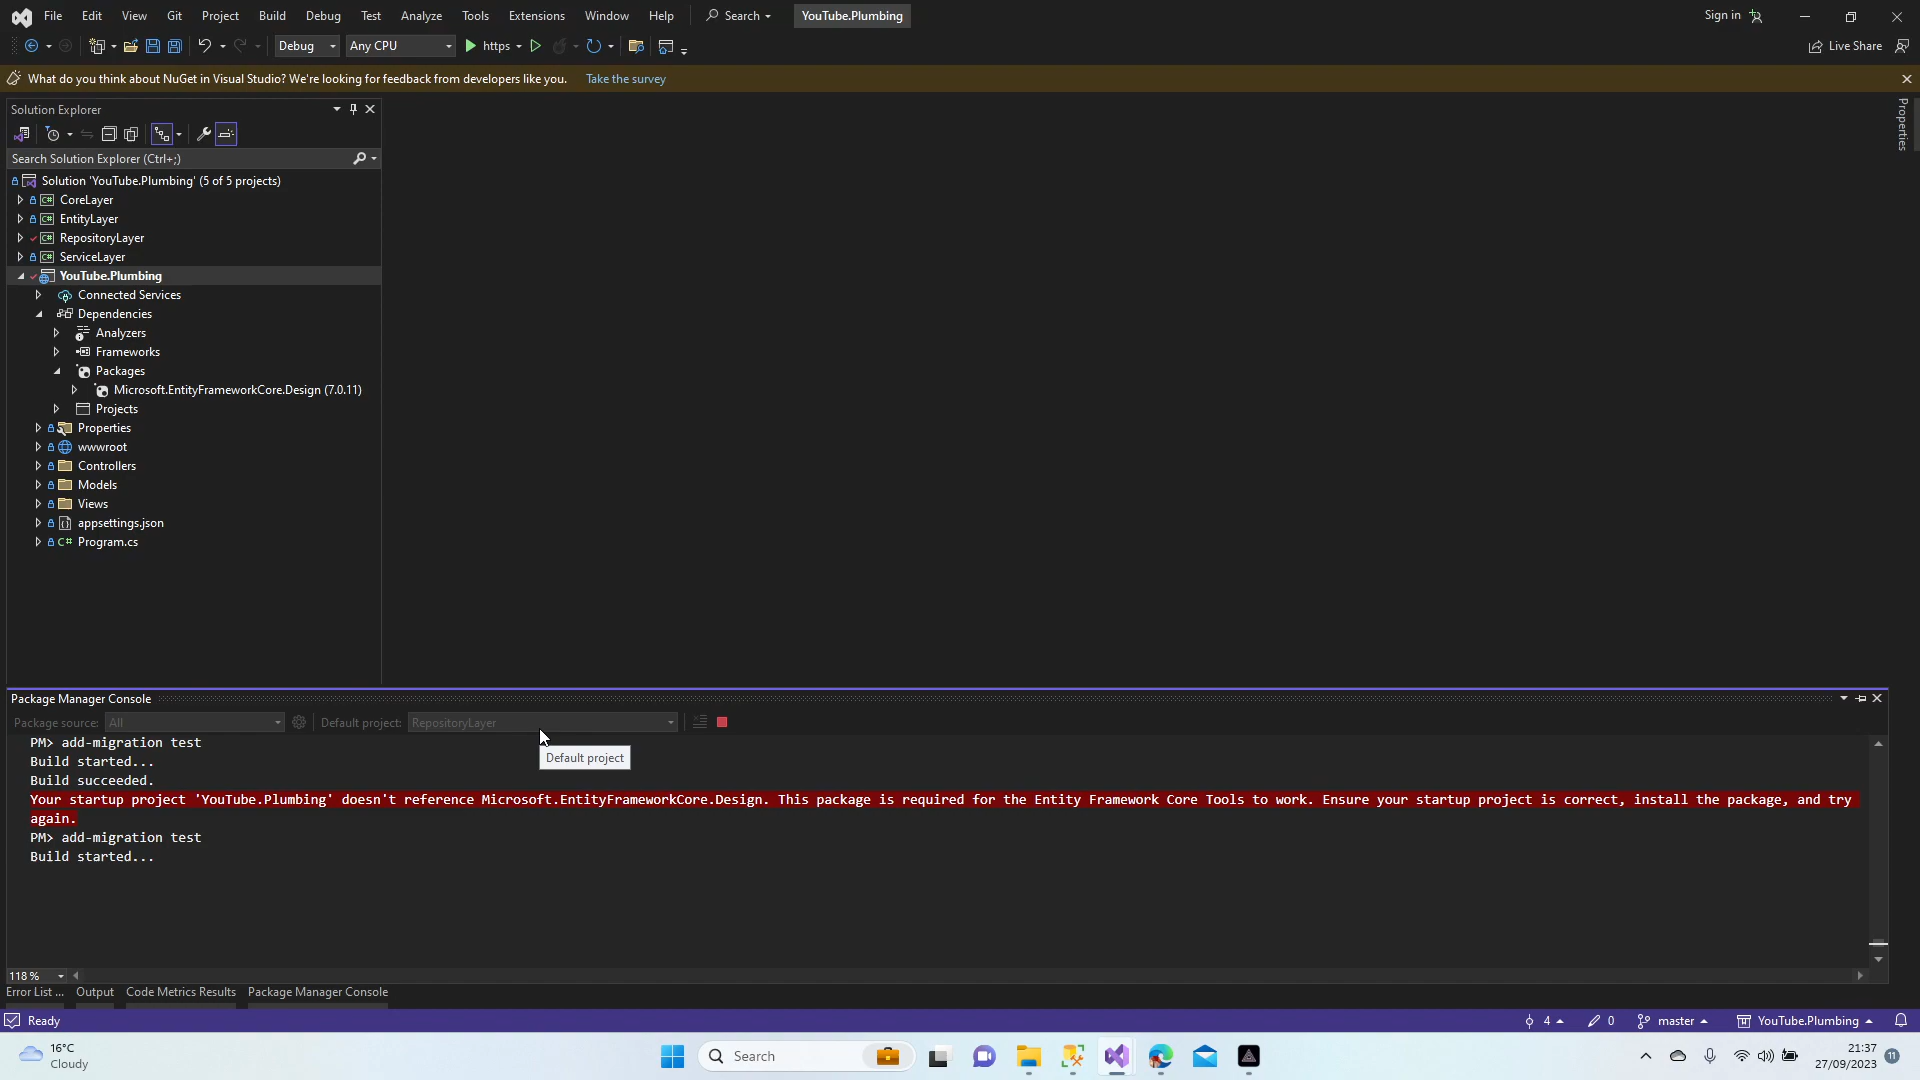 File Edit View Git Project Build Debug Test Analyze Tools Extensions Window Help Search YouTube.Plumbing Sign in
Debug Any CPU https Live Share
What do you think about NuGet in Visual Studio? We're looking for feedback from developers like you. Take the survey
Solution Explorer
Properties
Search Solution Explorer (Ctrl+;)
Solution 'YouTube.Plumbing' (5 of 5 projects)
CoreLayer
EntityLayer
RepositoryLayer
ServiceLayer
YouTube.Plumbing
Connected Services
Dependencies
Analyzers
Frameworks
Packages
Microsoft.EntityFrameworkCore.Design (7.0.11)
Projects
Properties
wwwroot
Controllers
Models
Views
appsettings.json
C# Program.cs
Package Manager Console
Package source: All Default project: RepositoryLayer
Default project
PM> add-migration test
Build started...
Build succeeded.
Your startup project 'YouTube.Plumbing' doesn't reference Microsoft.EntityFrameworkCore.Design. This package is required for the Entity Framework Core Tools to work. Ensure your startup project is correct, install the package, and try
again.
PM> add-migration test
Build started...
118 %
Error List ... Output Code Metrics Results Package Manager Console
Ready 4 0 master YouTube.Plumbing
16°C
Cloudy
Search
21:37
27/09/2023
11